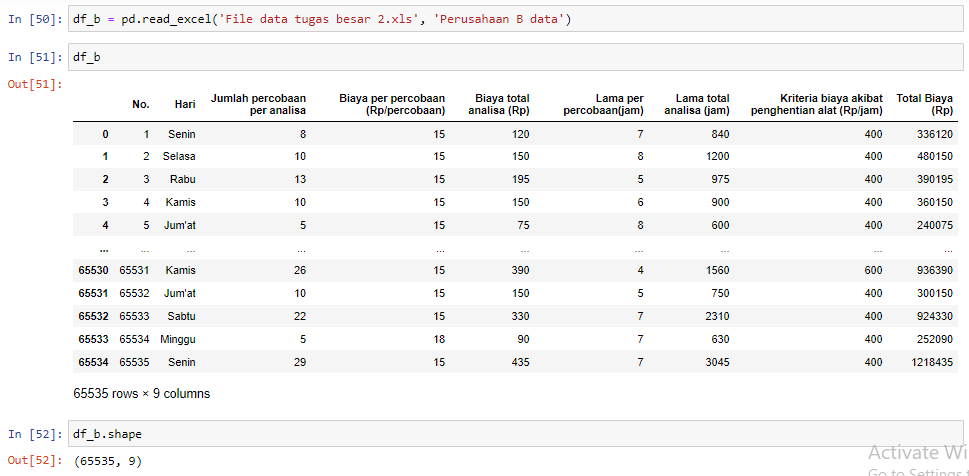 In [50]: df_b = pd.read_excel('File data tugas besar 2.xls', 'Perusahaan B data')
In [51]: df_b
Out[51]:
No. Hari Jumlah percobaan per analisa Biaya per percobaan (Rp/percobaan) Biaya total analisa (Rp) Lama per percobaan(jam) Lama total analisa (jam) Kriteria biaya akibat penghentian alat (Rp/jam) Total Biaya (Rp)
0 1 Senin 8 15 120 7 840 400 336120
1 2 Selasa 10 15 150 8 1200 400 480150
2 3 Rabu 13 15 195 5 975 400 390195
3 4 Kamis 10 15 150 6 900 400 360150
4 5 Jum'at 5 15 75 8 600 400 240075
... ... ... ... ... ... ... ... ... ...
65530 65531 Kamis 26 15 390 4 1560 600 936390
65531 65532 Jum'at 10 15 150 5 750 400 300150
65532 65533 Sabtu 22 15 330 7 2310 400 924330
65533 65534 Minggu 5 18 90 7 630 400 252090
65534 65535 Senin 29 15 435 7 3045 400 1218435
65535 rows × 9 columns
In [52]: df_b.shape
Out[52]: (65535, 9)
Activate Wi
Go to Settings t